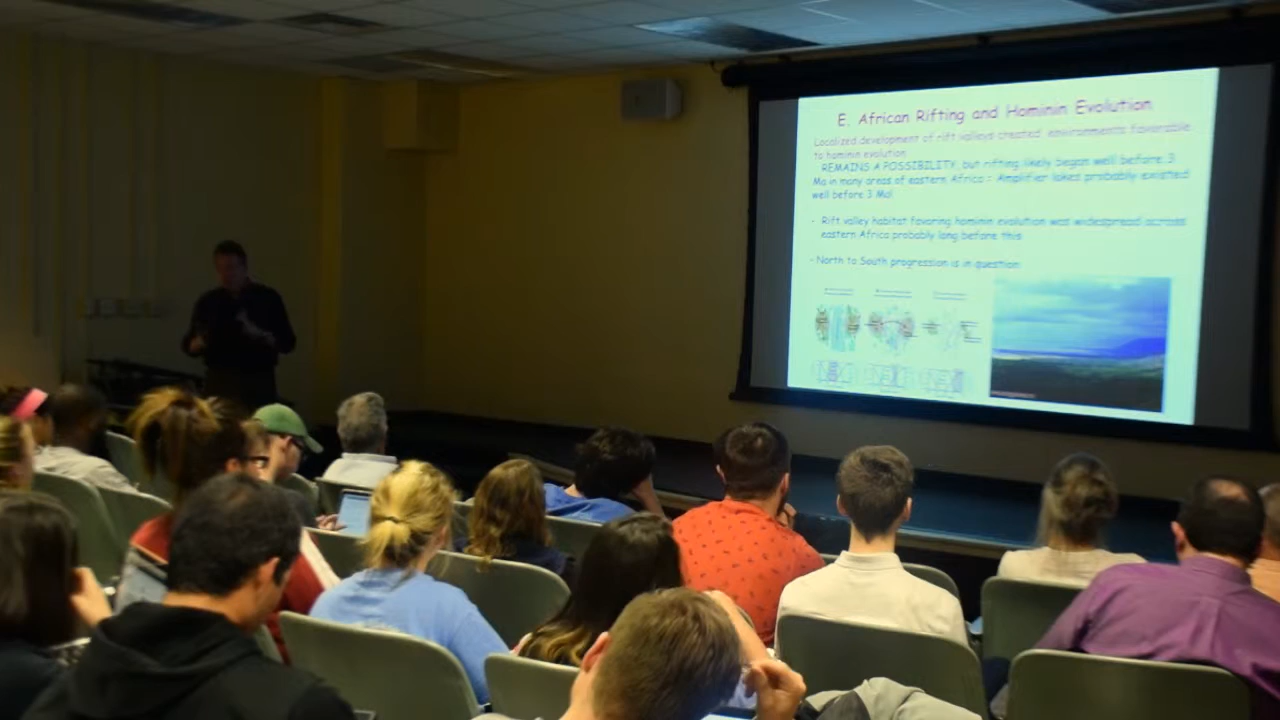 E. African Rifting and Hominin Evolution
Localized development of rift valleys created environments favorable
to hominin evolution
REMAINS A POSSIBILITY, but rifting likely began well before 3
Ma in many areas of eastern Africa : Amplifier lakes probably existed
well before 3 Ma!
- Rift valley habitat favoring hominin evolution was widespread across
eastern Africa probably long before this
- North to South progression is in question